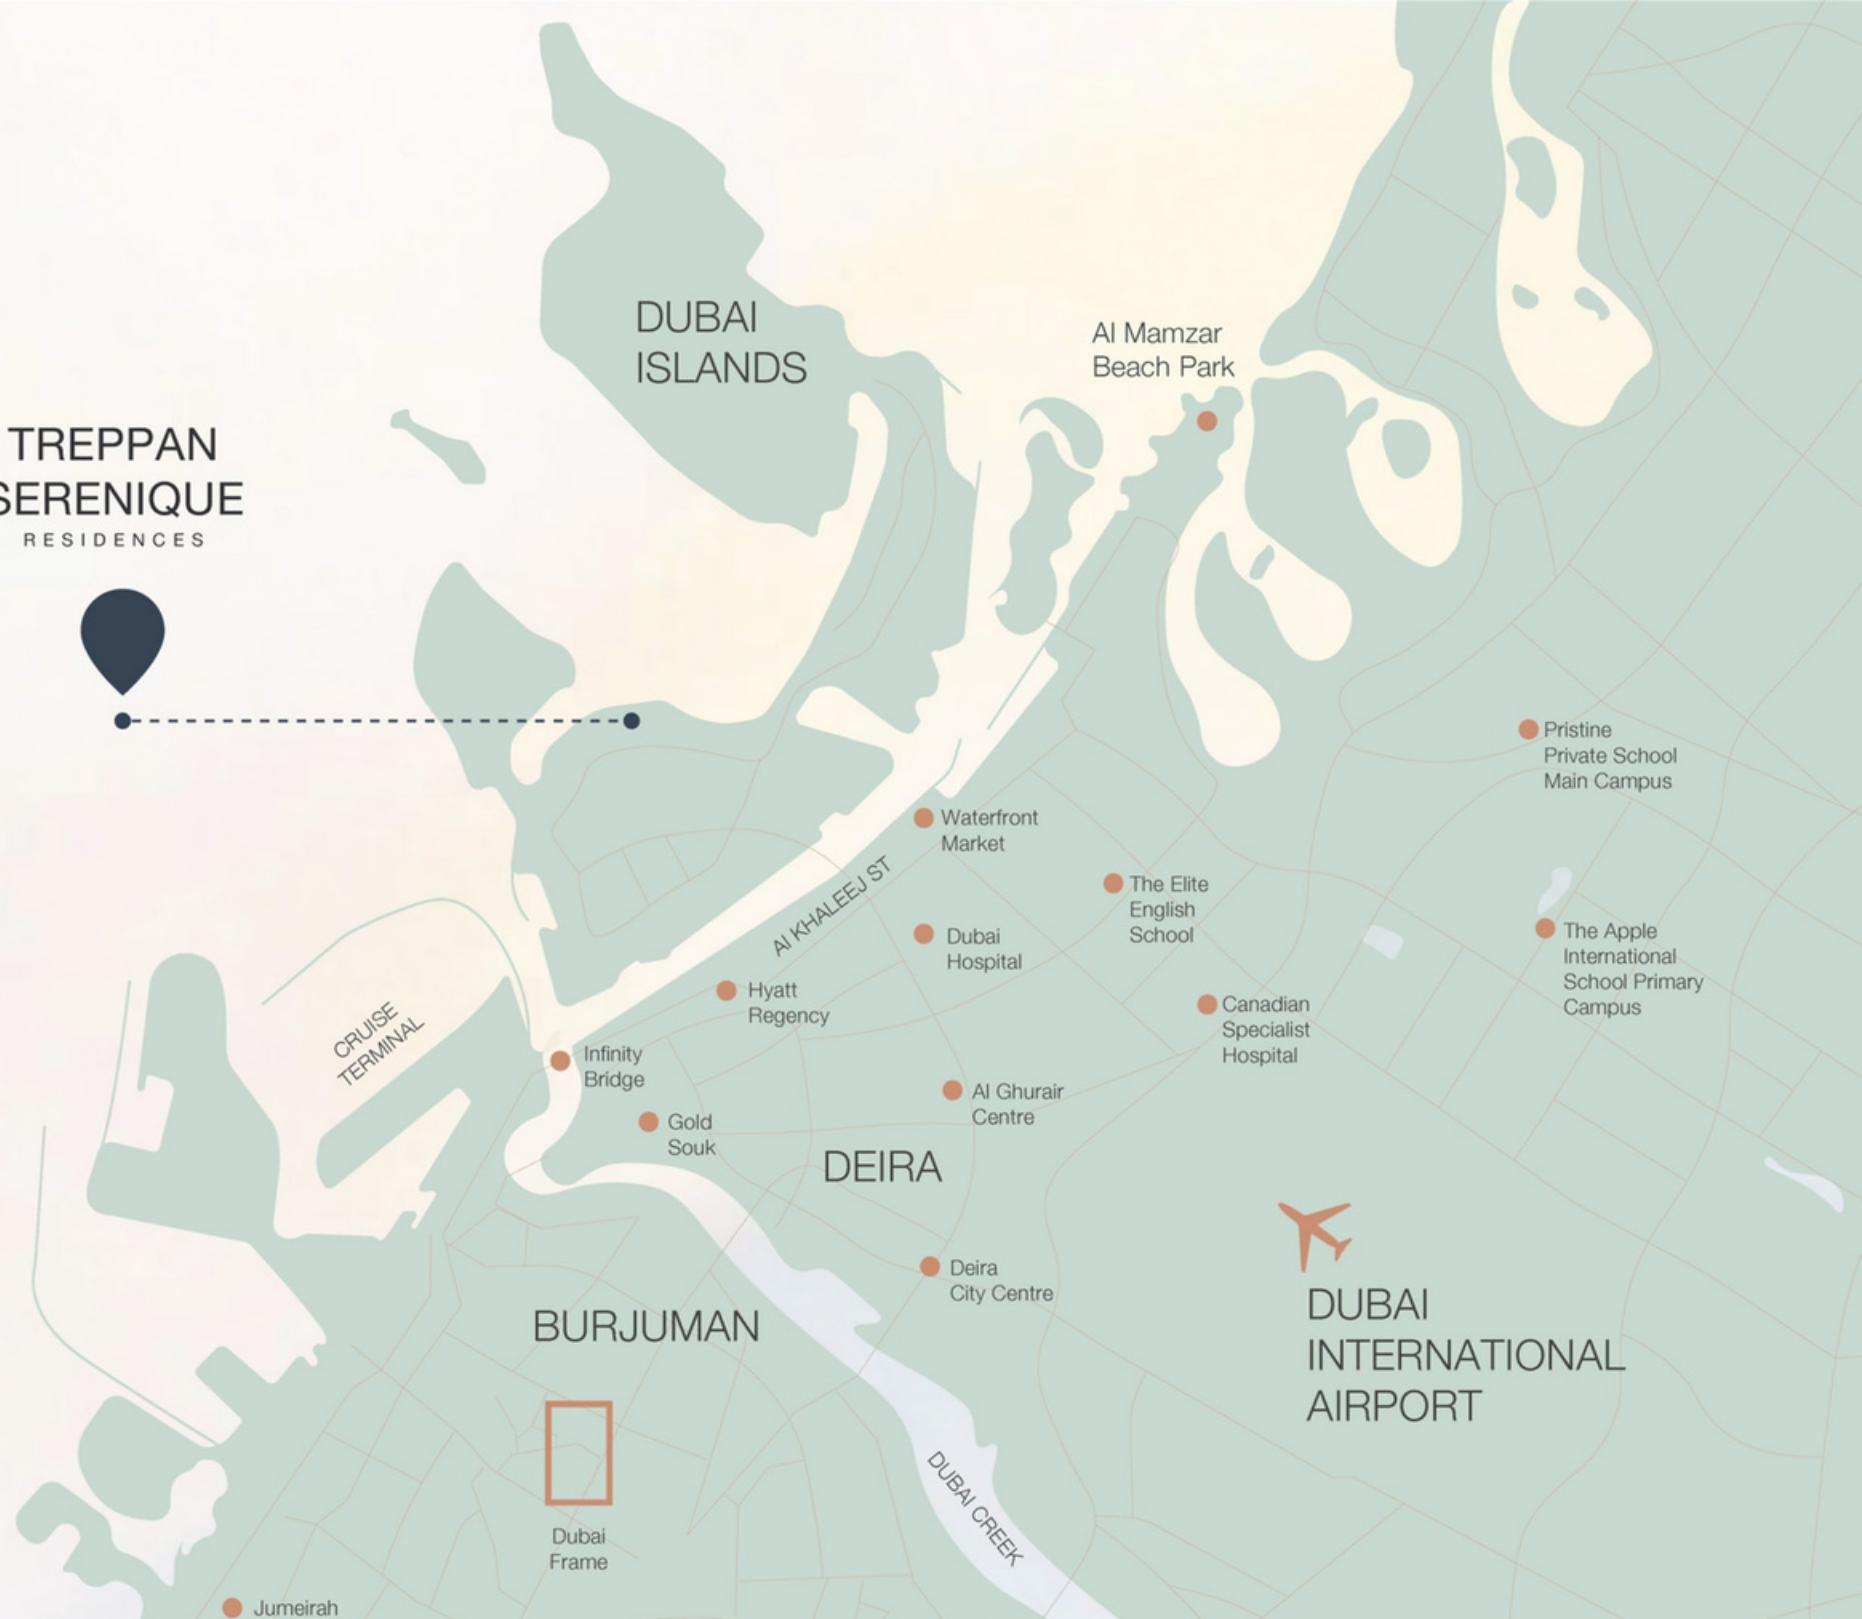 DUBAI
ISLANDS
Al Mamzar
Beach Park
TREPPAN
SERENIQUE
RESIDENCES
Pristine
Private School
Main Campus
Waterfront
Market
Al KHALEEJ ST
The Elite
English
School
Dubai
Hospital
The Apple
International
School Primary
Campus
Hyatt
Regency
Canadian
Specialist
Hospital
CRUISE
TERMINAL
Infinity
Bridge
Al Ghurair
Centre
Gold
Souk
DEIRA
Deira
City Centre
BURJUMAN
DUBAI
INTERNATIONAL
AIRPORT
DUBAI CREEK
Dubai
Frame
Jumeirah